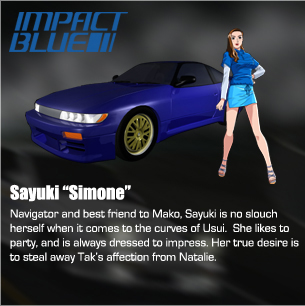 IMPACT
BLUE
Sayuki “Simone”
Navigator and best friend to Mako, Sayuki is no slouch
herself when it comes to the curves of Usui.  She likes to
party, and is always dressed to impress. Her true desire is
to steal away Tak's affection from Natalie.